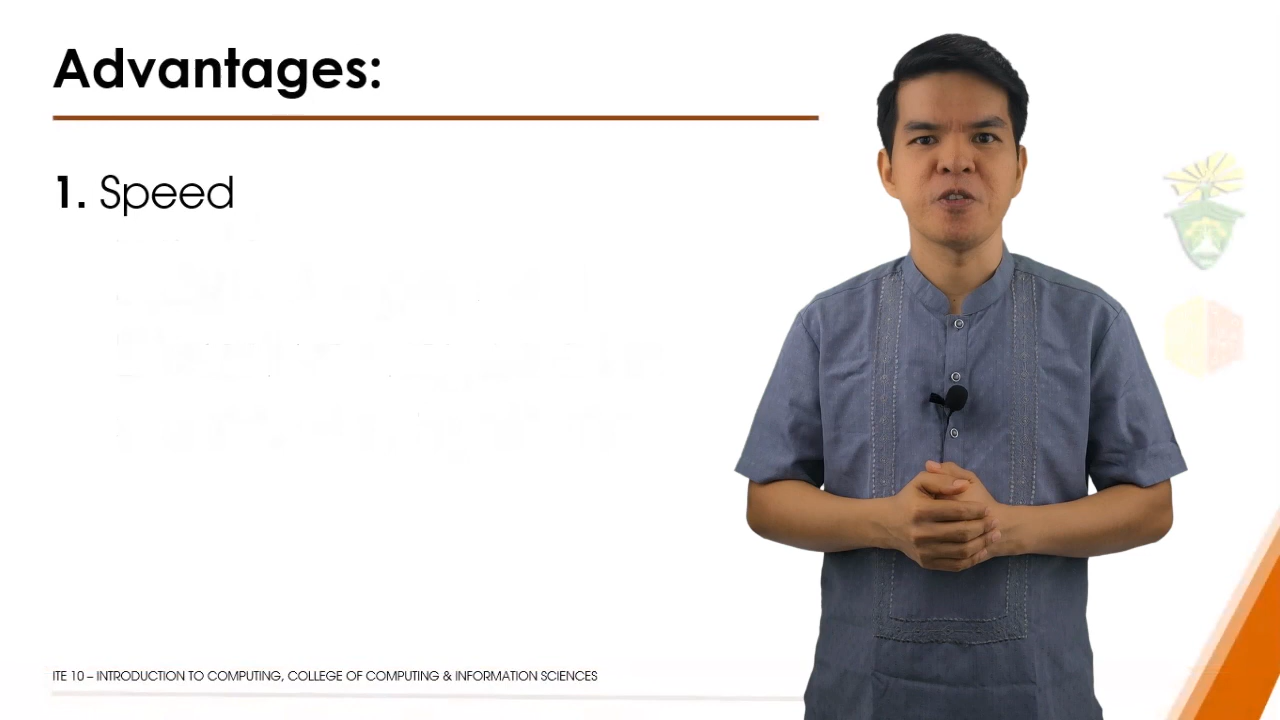 Advantages:
1. Speed
ITE 10 – INTRODUCTION TO COMPUTING, COLLEGE OF COMPUTING & INFORMATION SCIENCES